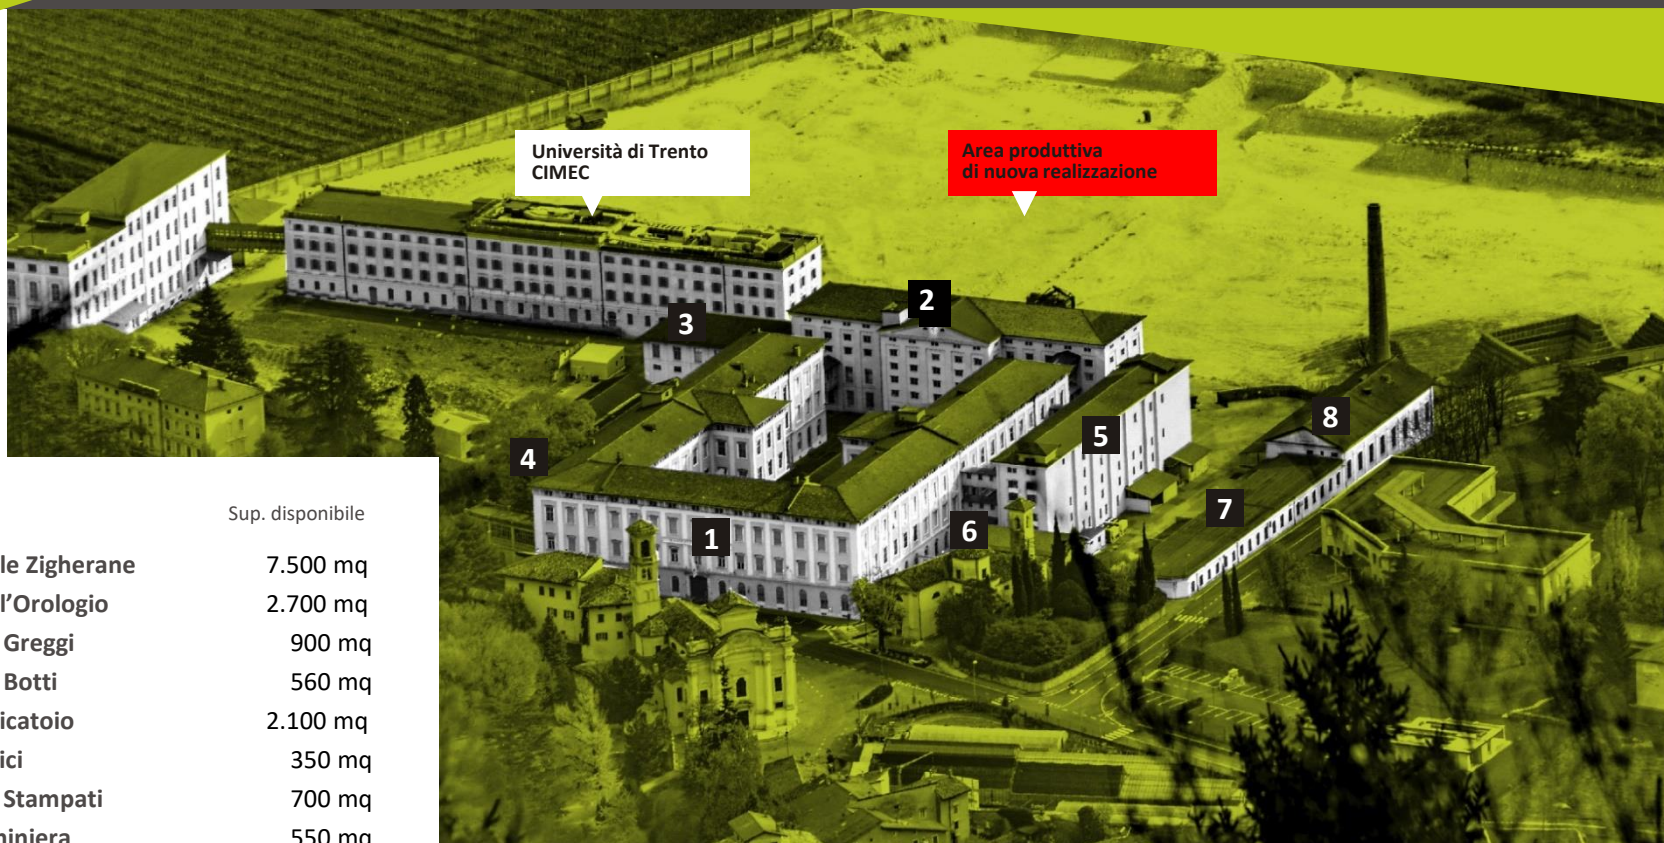 Università di Trento
CIMEC
Area produttiva
di nuova realizzazione
2
3
8
5
4
7
6
1
Sup. disponibile
le Zigherane 7.500 mq
l’Orologio 2.700 mq
Greggi 900 mq
Botti 560 mq
icatoio 2.100 mq
ici 350 mq
Stampati 700 mq
miniera 550 mq